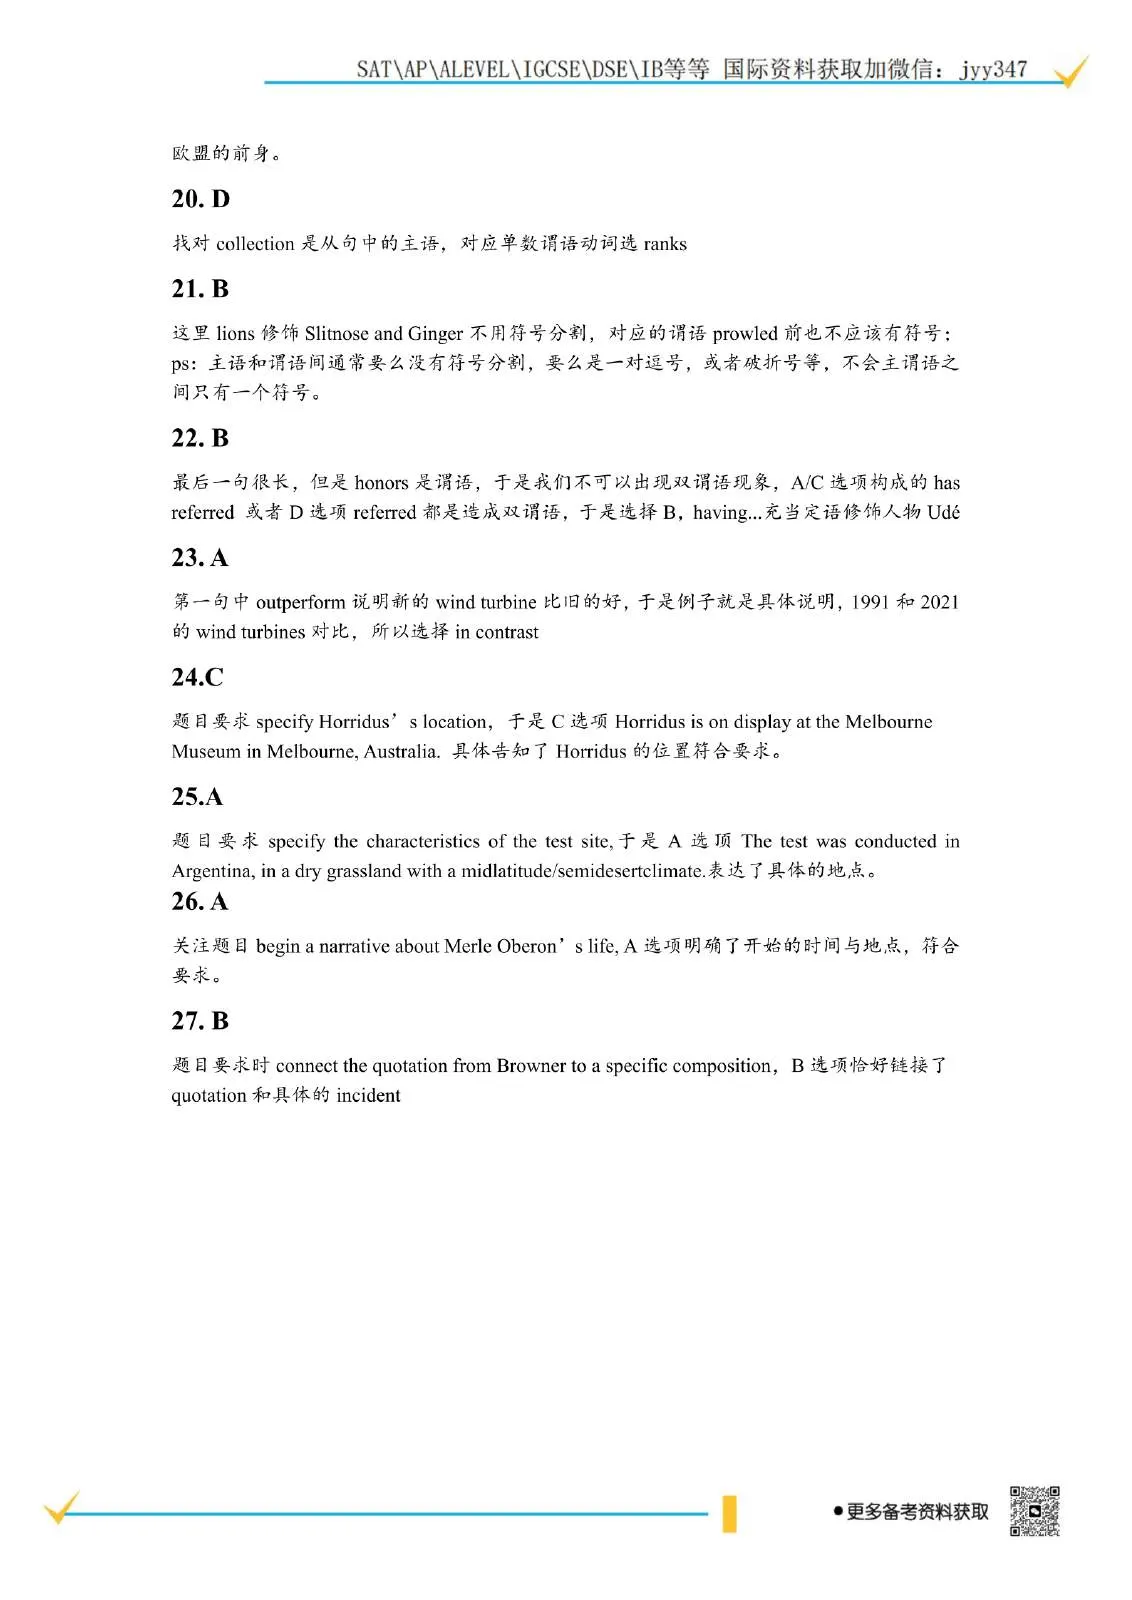 SAT\AP\ALEVEL\IGCSE\DSE\IB等等 国际资料获取加微信：jyy347
欧盟的前身。
20. D
找对 collection 是从句中的主语，对应单数谓语动词选 ranks
21. B
这里 lions 修饰 Slitnose and Ginger 不用符号分割，对应的谓语 prowled 前也不应该有符号；
ps：主语和谓语间通常要么没有符号分割，要么是一对逗号，或者破折号等，不会主谓语之
间只有一个符号。
22. B
最后一句很长，但是 honors 是谓语，于是我们不可以出现双谓语现象，A/C 选项构成的 has
referred 或者 D 选项 referred 都是造成双谓语，于是选择 B，having...充当定语修饰人物 Udé
23. A
第一句中 outperform 说明新的 wind turbine 比旧的好，于是例子就是具体说明，1991 和 2021
的 wind turbines 对比，所以选择 in contrast
24.C
题目要求 specify Horridus’s location，于是 C 选项 Horridus is on display at the Melbourne
Museum in Melbourne, Australia. 具体告知了 Horridus 的位置符合要求。
25.A
题目要求 specify the characteristics of the test site,于是 A 选项 The test was conducted in
Argentina, in a dry grassland with a midlatitude/semidesertclimate.表达了具体的地点。
26. A
关注题目 begin a narrative about Merle Oberon’s life, A 选项明确了开始的时间与地点，符合
要求。
27. B
题目要求时 connect the quotation from Browner to a specific composition，B 选项恰好链接了
quotation 和具体的 incident
●更多备考资料获取